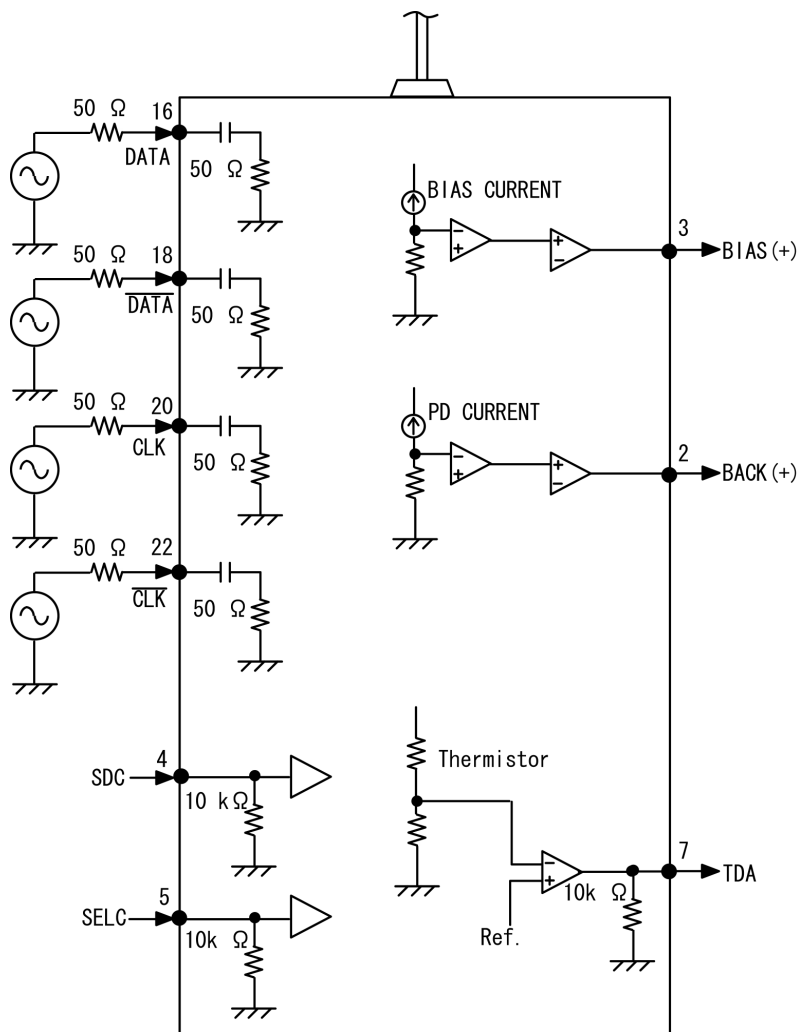 50 Ω
16
DATA
50 Ω
50 Ω
18
DATA
50 Ω
50 Ω
20
CLK
50 Ω
50 Ω
22
CLK
50 Ω
4
SDC
10 kΩ
5
SELC
10k Ω
BIAS CURRENT
-
+
+
-
3
BIAS(+)
PD CURRENT
-
+
+
-
2
BACK(+)
Thermistor
-
+
Ref.
10k Ω
7
TDA